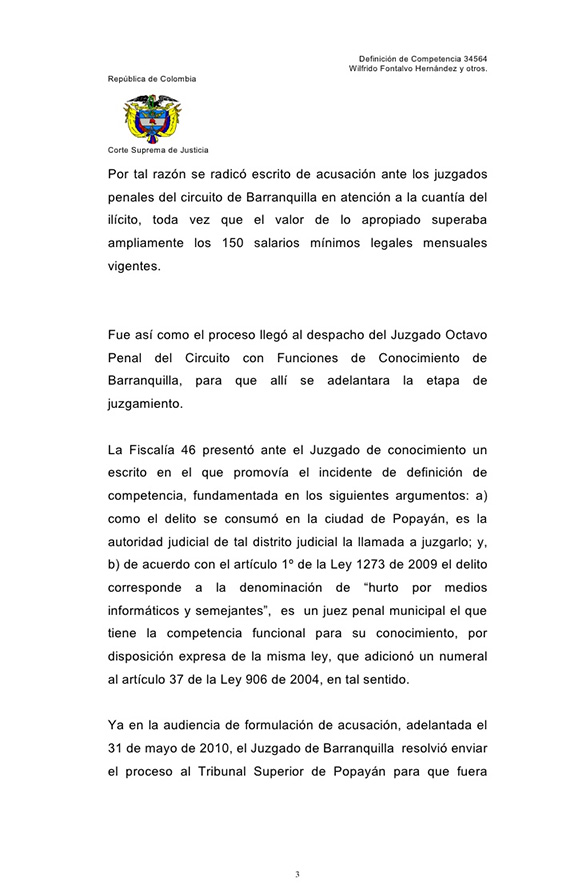 Definición de Competencia 34564
Wilfrido Fontalvo Hernández y otros.
República de Colombia
Corte Suprema de Justicia
Por tal razón se radicó escrito de acusación ante los juzgados
penales del circuito de Barranquilla en atención a la cuantía del
ilícito, toda vez que el valor de lo apropiado superaba
ampliamente los 150 salarios mínimos legales mensuales
vigentes.
Fue así como el proceso llegó al despacho del Juzgado Octavo
Penal del Circuito con Funciones de Conocimiento de
Barranquilla, para que allí se adelantara la etapa de
juzgamiento.
La Fiscalía 46 presentó ante el Juzgado de conocimiento un
escrito en el que promovía el incidente de definición de
competencia, fundamentada en los siguientes argumentos: a)
como el delito se consumó en la ciudad de Popayán, es la
autoridad judicial de tal distrito judicial la llamada a juzgarlo; y,
b) de acuerdo con el artículo 1º de la Ley 1273 de 2009 el delito
corresponde a la denominación de “hurto por medios
informáticos y semejantes”, es un juez penal municipal el que
tiene la competencia funcional para su conocimiento, por
disposición expresa de la misma ley, que adicionó un numeral
al artículo 37 de la Ley 906 de 2004, en tal sentido.
Ya en la audiencia de formulación de acusación, adelantada el
31 de mayo de 2010, el Juzgado de Barranquilla resolvió enviar
el proceso al Tribunal Superior de Popayán para que fuera
3